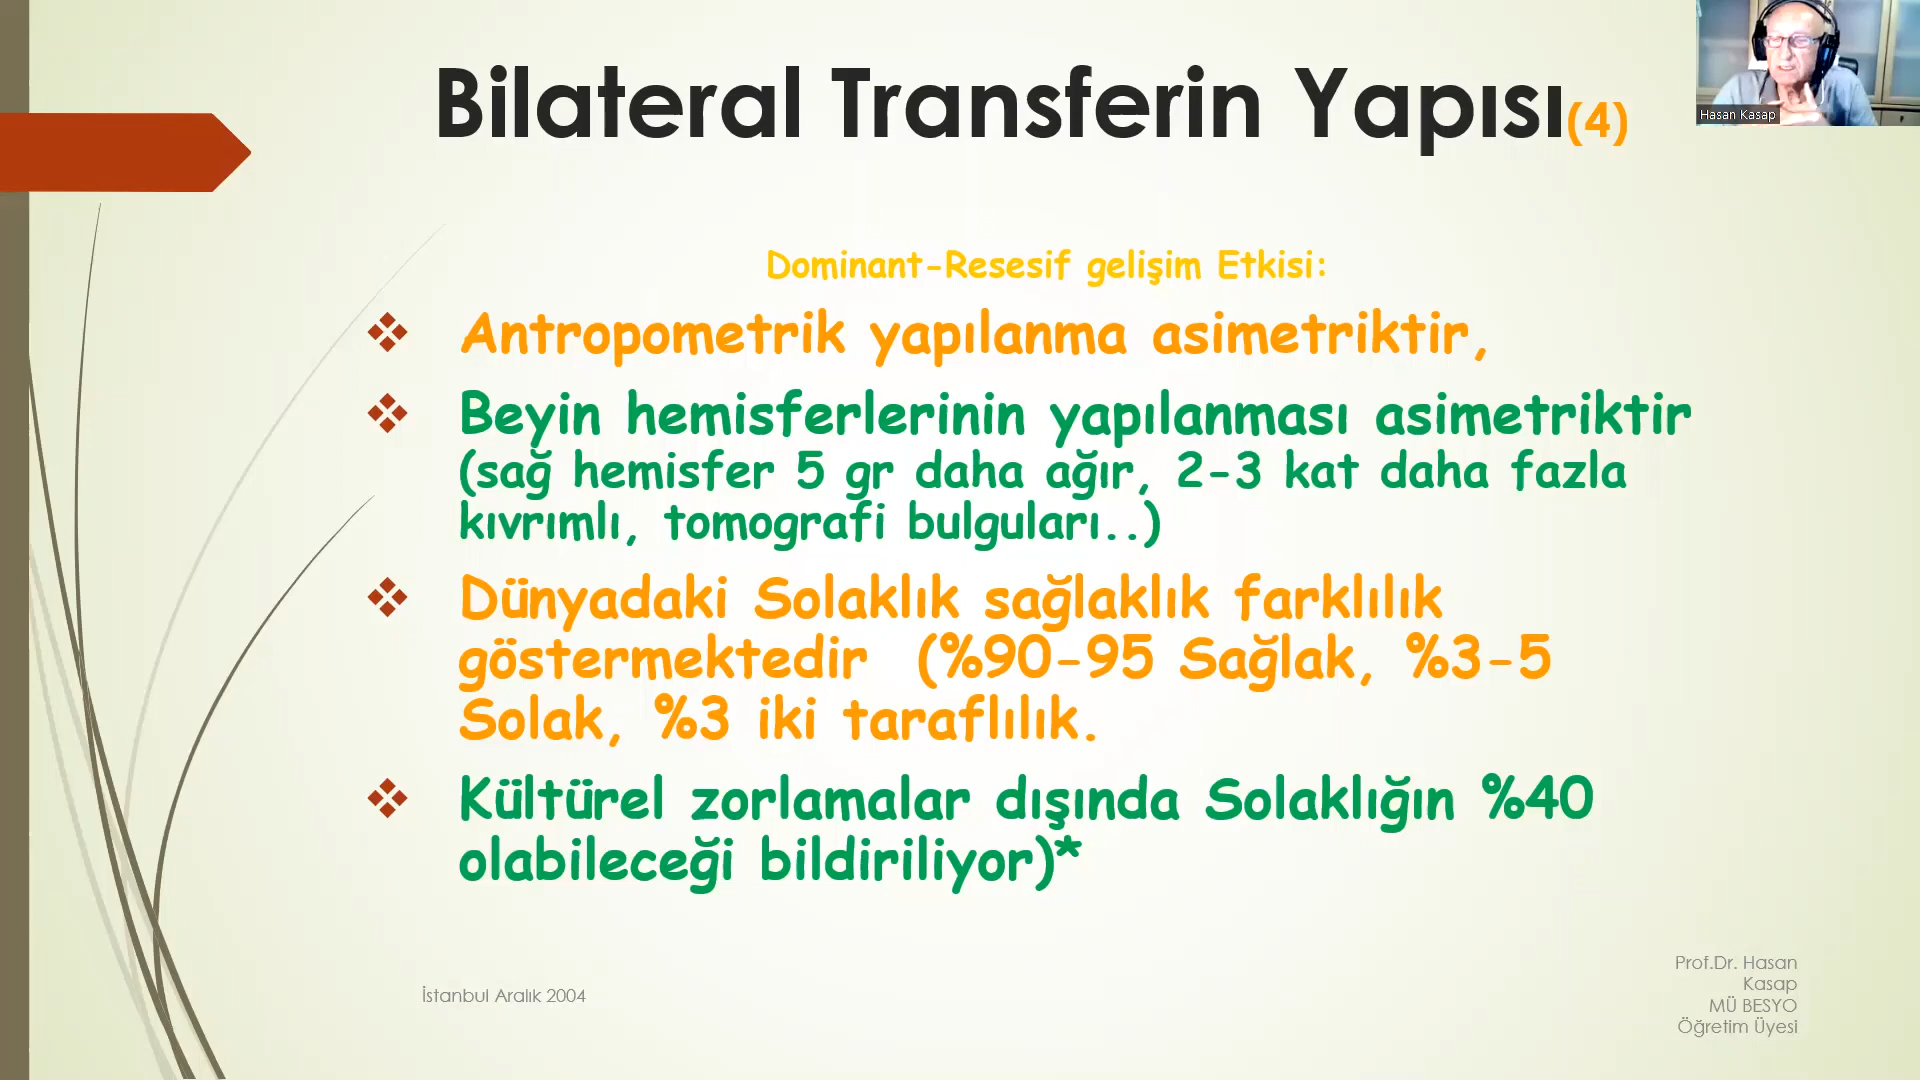 Bilateral Transferin Yapısı(4)
Hasan Kasap
Dominant-Resesif gelişim Etkisi:
Antropometrik yapılanma asimetriktir,
Beyin hemisferlerinin yapılanması asimetriktir
(sağ hemisfer 5 gr daha ağır, 2-3 kat daha fazla
kıvrımlı, tomografi bulguları..)
Dünyadaki Solaklık sağlaklık farklılık
göstermektedir (%90-95 Sağlak, %3-5
Solak, %3 iki taraflılık.
Kültürel zorlamalar dışında Solaklığın %40
olabileceği bildiriliyor)*
İstanbul Aralık 2004
Prof.Dr. Hasan
Kasap
MÜ BESYO
Öğretim Üyesi